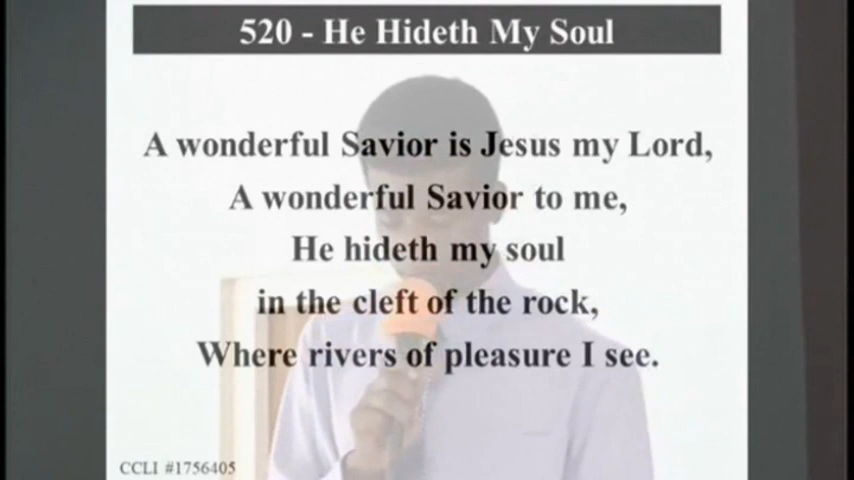 520 - He Hideth My Soul
A wonderful Savior is Jesus my Lord,
A wonderful Savior to me,
He hideth my soul
in the cleft of the rock,
Where rivers of pleasure I see.
CCLI #1756405